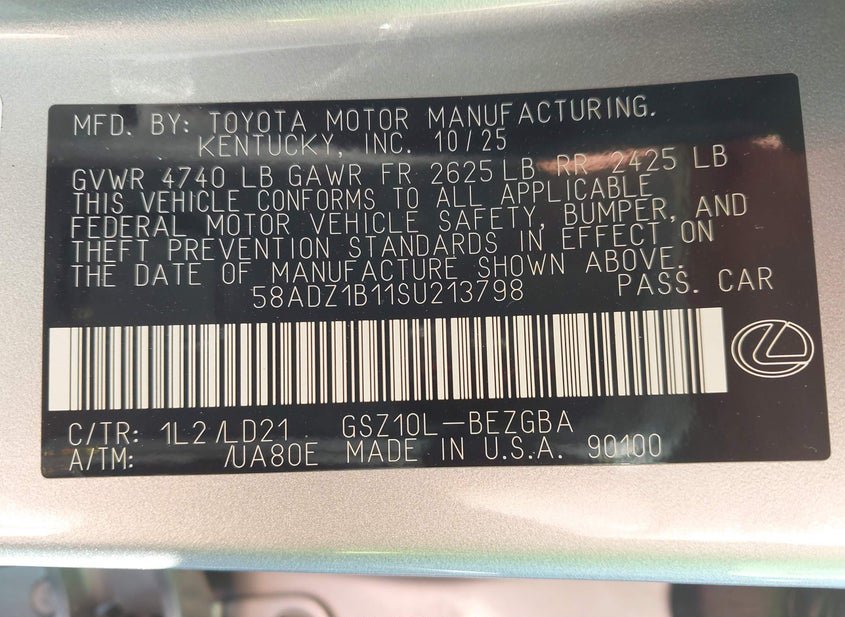 MFD. BY: TOYOTA MOTOR MANUFACTURING.
KENTUCKY, INC. 10/25
GVWR 4740 LB GAWR FR 2625 LB RR 2425 LB
THIS VEHICLE CONFORMS TO ALL APPLICABLE
FEDERAL MOTOR VEHICLE SAFETY, BUMPER, AND
THEFT PREVENTION STANDARDS IN EFFECT ON
THE DATE OF MANUFACTURE SHOWN ABOVE.
58ADZ1B11SU213798 PASS. CAR
C/TR: 1L2/LD21 GSZ10L-BEZGBA
A/TM: /UA80E MADE IN U.S.A. 90100